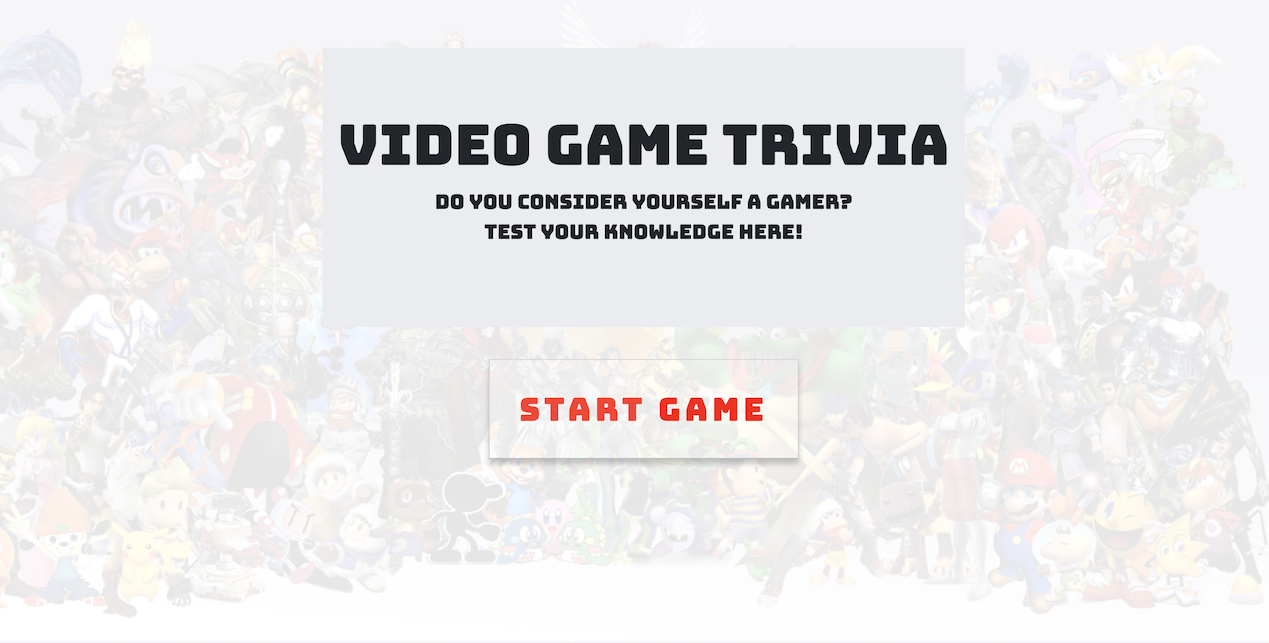 VIDEO GAME TRIVIA
DO YOU CONSIDER YOURSELF A GAMER?
TEST YOUR KNOWLEDGE HERE!
START GAME